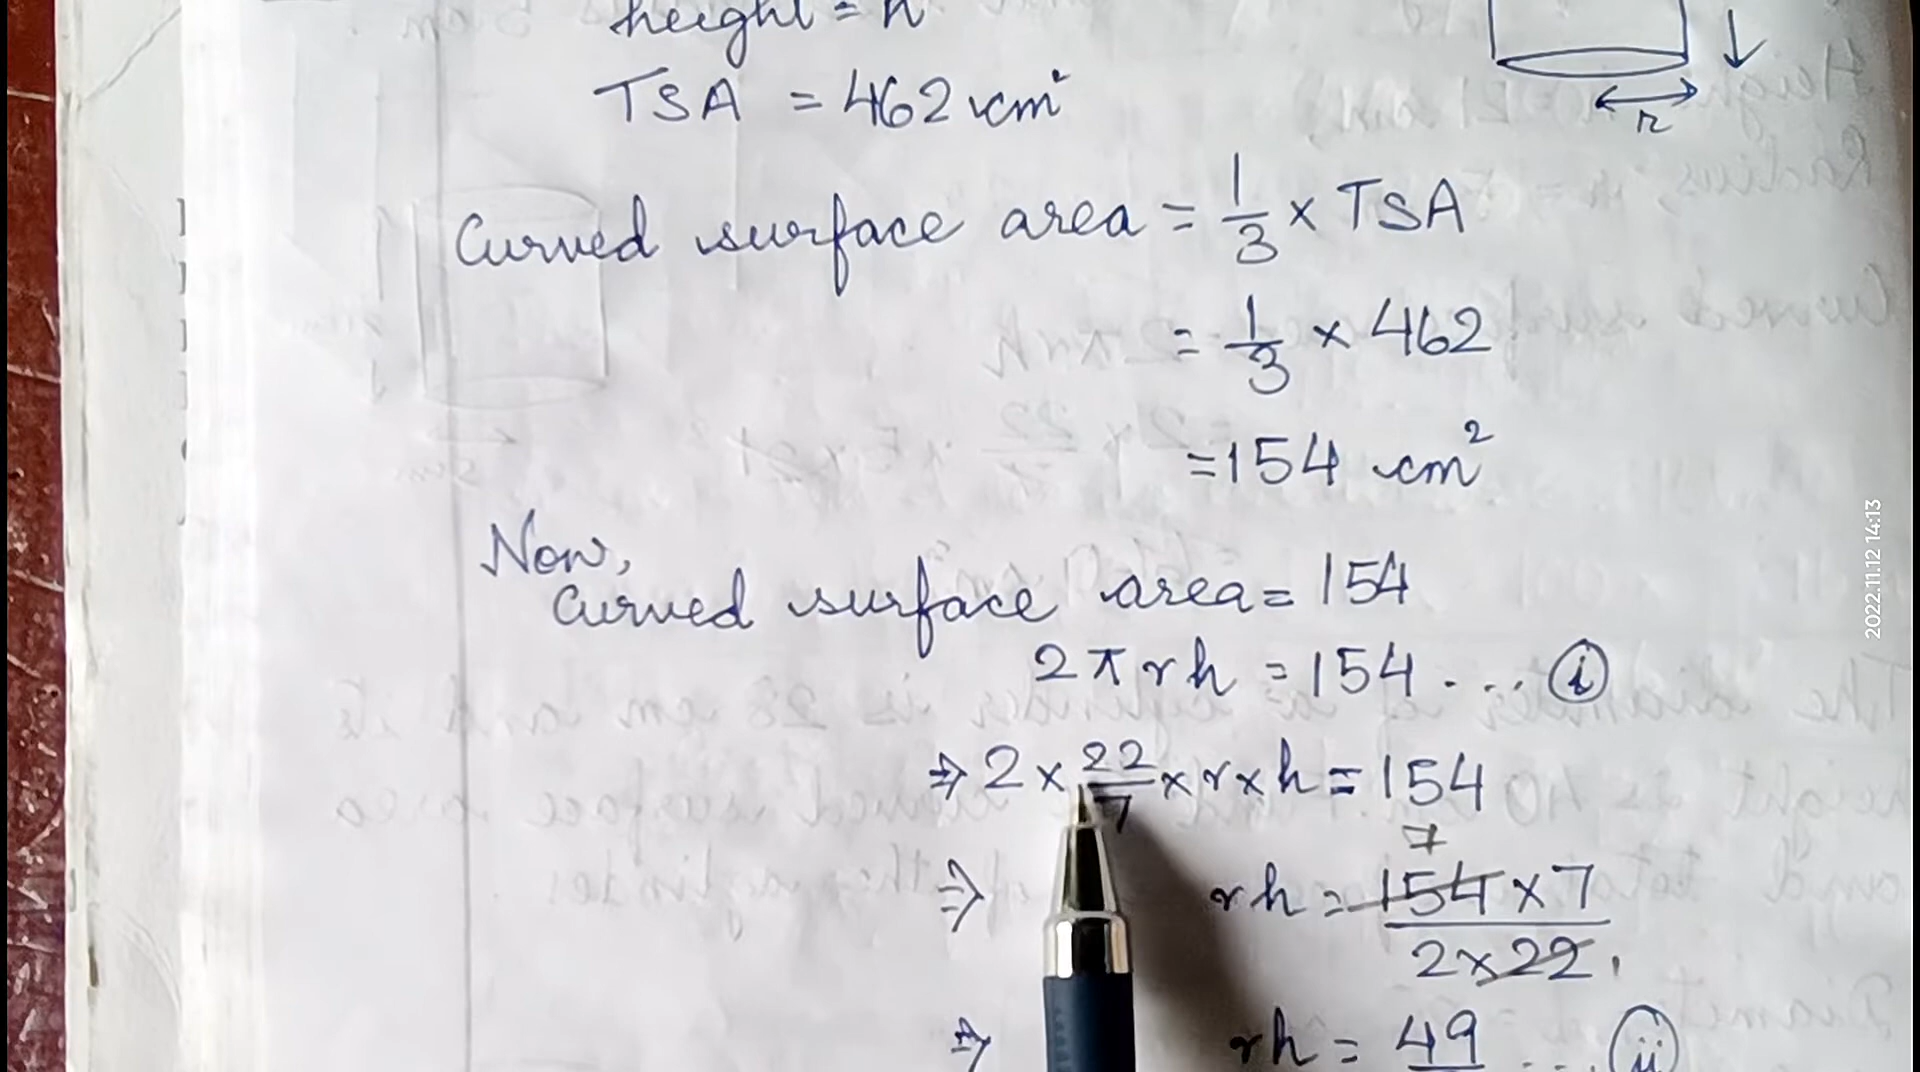 height = h
TSA = 462 cm²
r
Curved surface area = 1/3 × TSA
= 1/3 × 462
= 154 cm²
Now,
Curved surface area = 154
2πrh = 154 ... (i)
⇒ 2 × 22/7 × r × h = 154
7
⇒ rh = 154 × 7 / 2 × 22
⇒ rh = 49 ... (ii)
2022.11.12 14:13